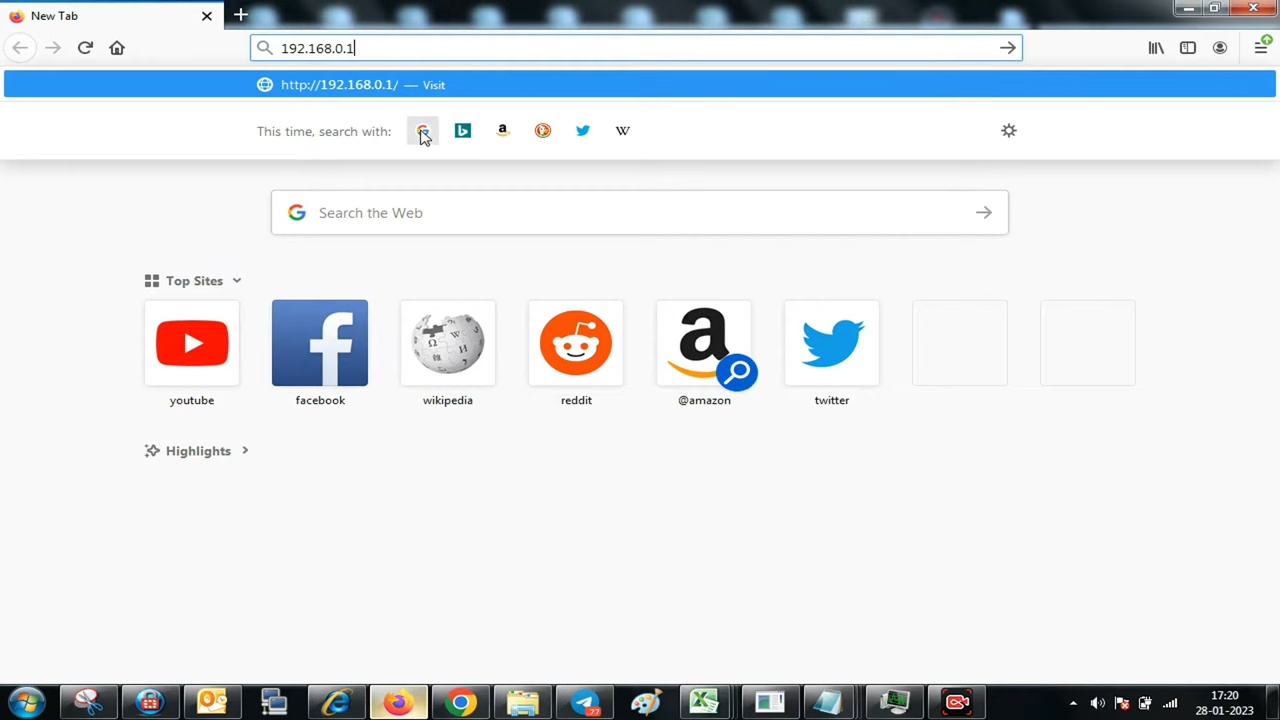 New Tab
192.168.0.1
http://192.168.0.1/ — Visit
This time, search with:
Search the Web
Top Sites
youtube facebook wikipedia reddit @amazon twitter
Highlights
77
17:20
28-01-2023